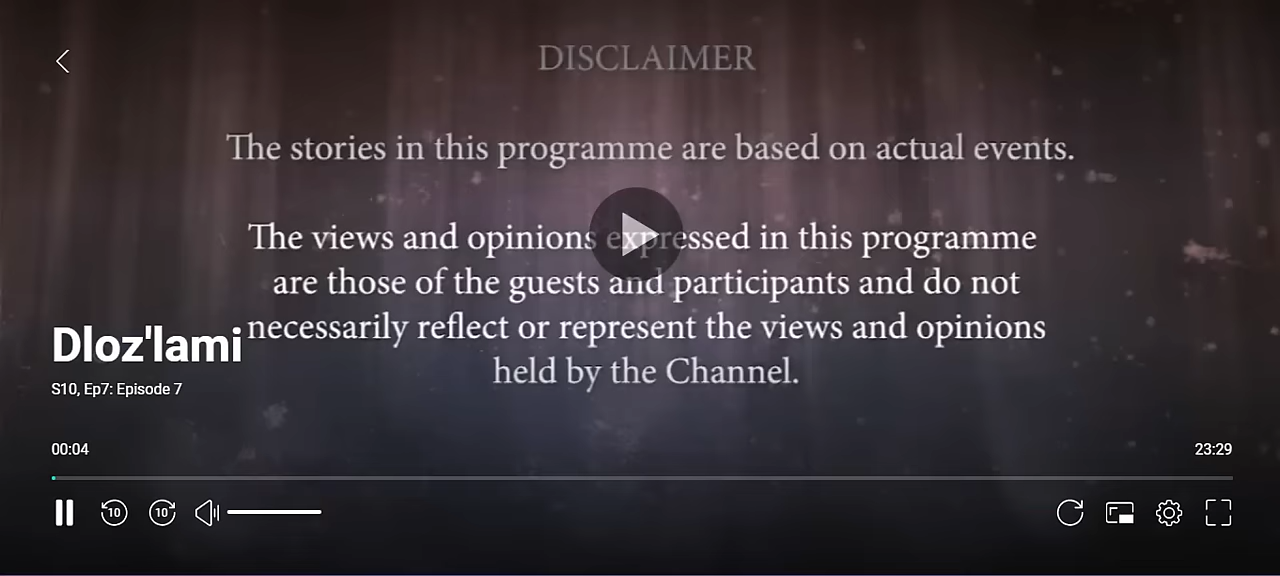 DISCLAIMER
The stories in this programme are based on actual events.
The views and opinions expressed in this programme
are those of the guests and participants and do not
necessarily reflect or represent the views and opinions
held by the Channel.
Dloz'lami
S10, Ep7: Episode 7
00:04
23:29
10
10